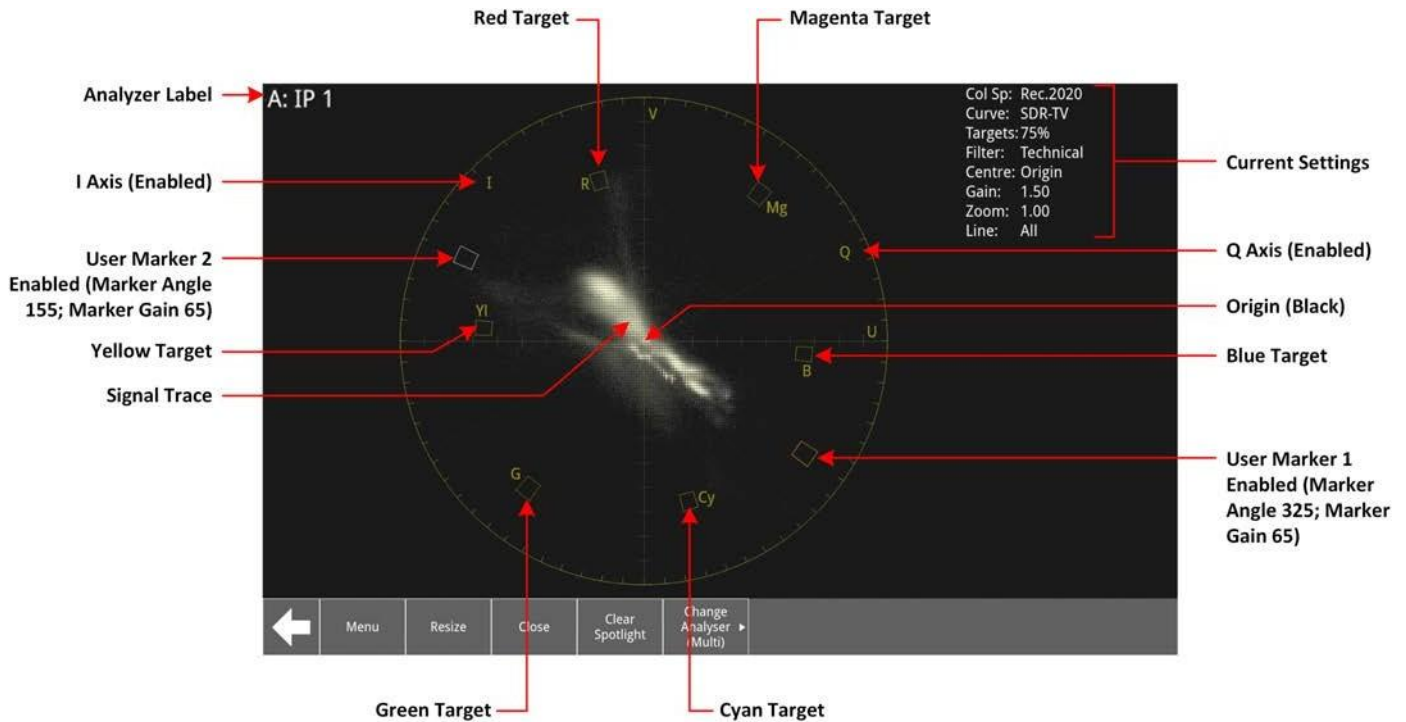 Red Target
Magenta Target
Analyzer Label
A: IP 1
Col Sp: Rec.2020
Curve: SDR-TV
Targets: 75%
Filter: Technical
Centre: Origin
Gain: 1.50
Zoom: 1.00
Line: All
Current Settings
V
I Axis (Enabled)
I
R
Mg
Q
Q Axis (Enabled)
User Marker 2
Enabled (Marker Angle
155; Marker Gain 65)
Origin (Black)
Yl
U
Yellow Target
B
Blue Target
Signal Trace
User Marker 1
Enabled (Marker
Angle 325; Marker
Gain 65)
G
Cy
Menu
Resize
Close
Clear
Spotlight
Change
Analyser
(Multi)
Green Target
Cyan Target